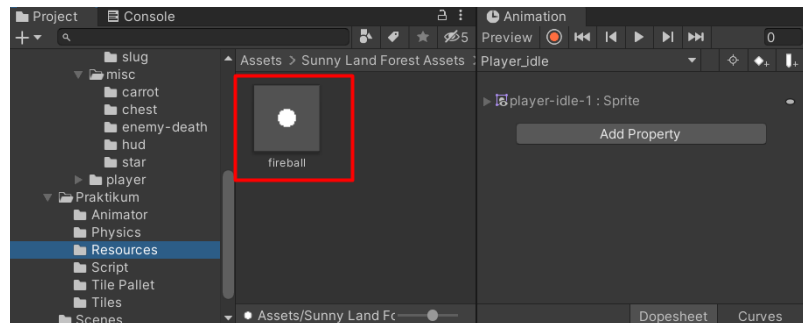 Project Console
5
slug
misc
carrot
chest
enemy-death
hud
star
player
Praktikum
Animator
Physics
Resources
Script
Tile Pallet
Tiles
Scenes
Assets > Sunny Land Forest Assets
fireball
Assets/Sunny Land Fo
Animation
Preview 0
Player_idle
player-idle-1 : Sprite
Add Property
Dopesheet Curves